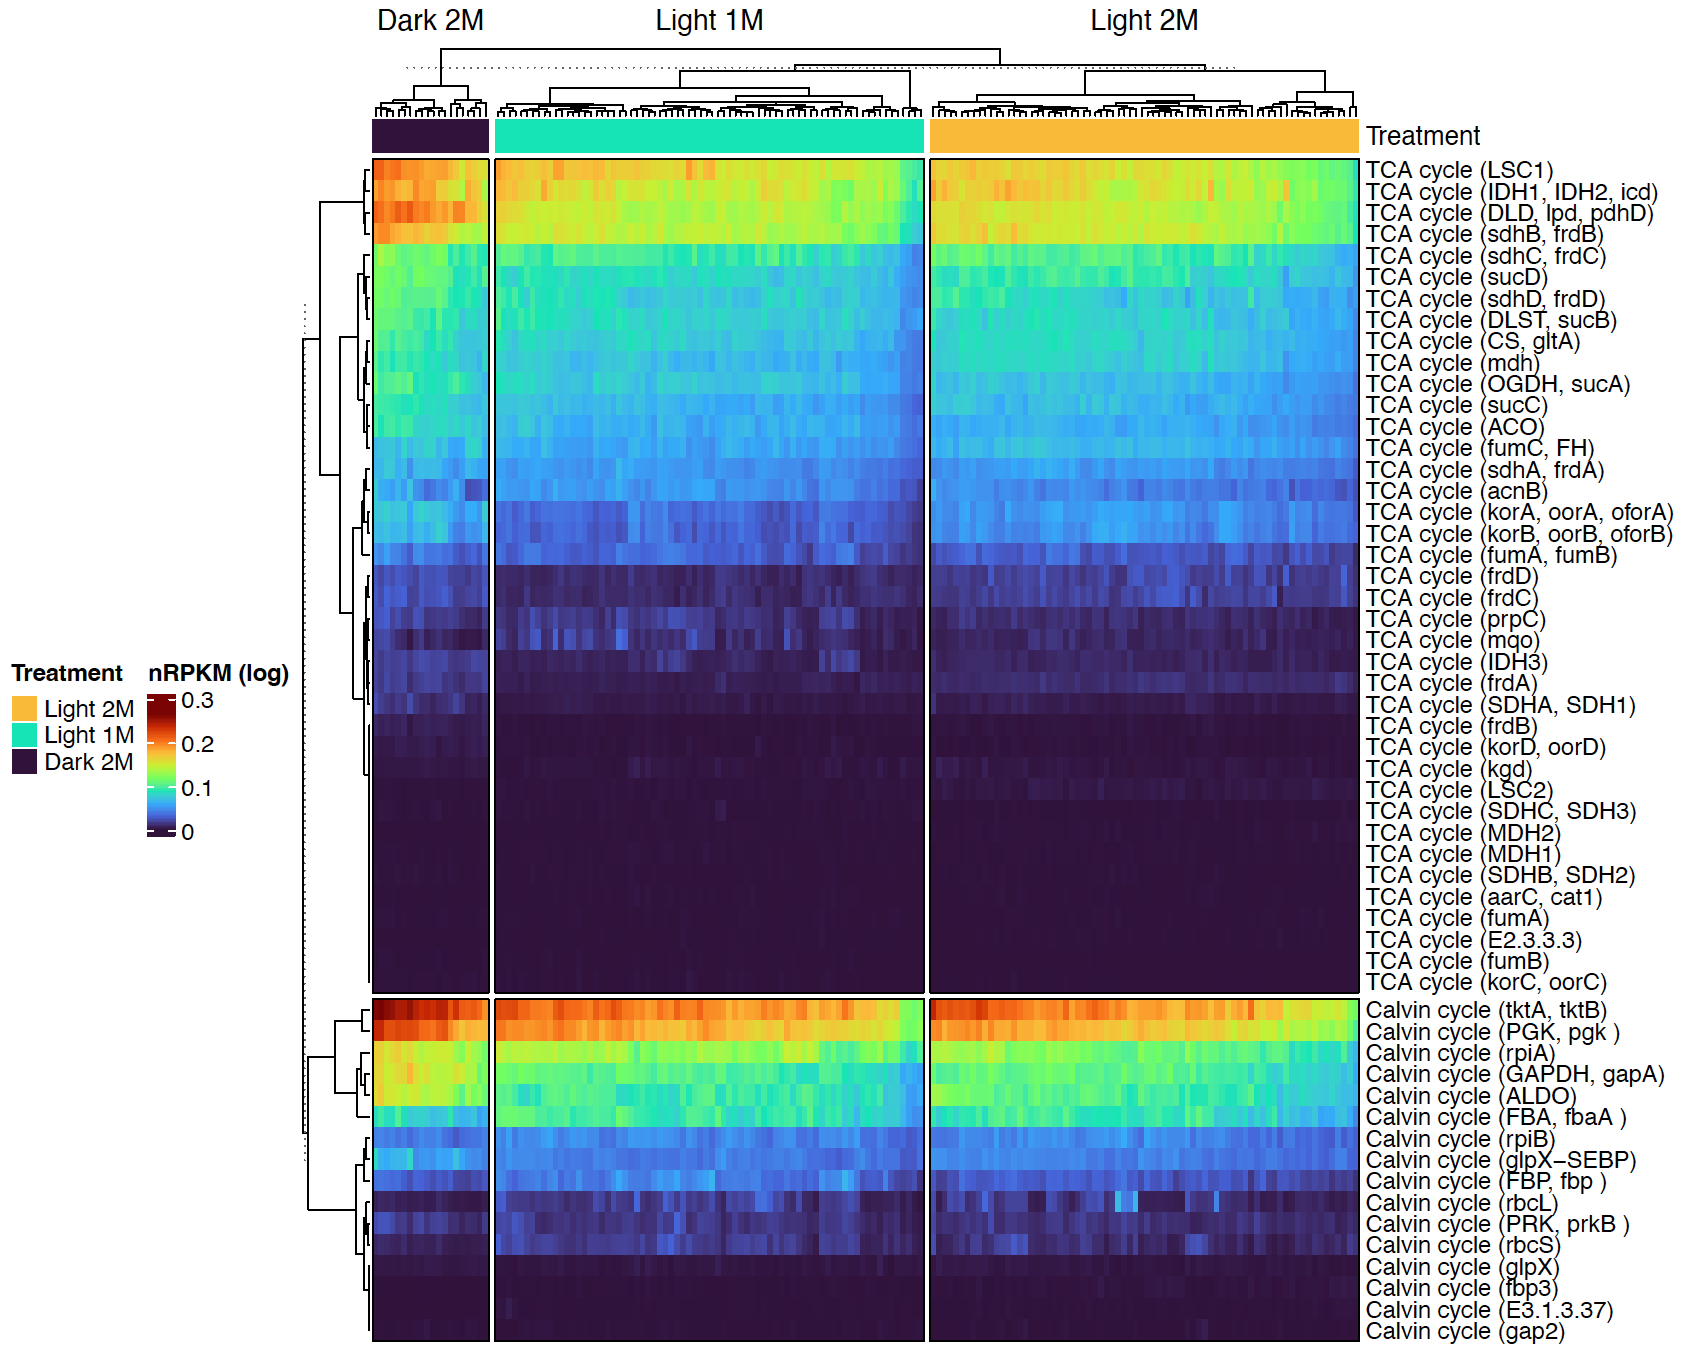 Dark 2M Light 1M Light 2M
Treatment
TCA cycle (LSC1)
TCA cycle (IDH1, IDH2, icd)
TCA cycle (DLD, lpd, pdhD)
TCA cycle (sdhB, frdB)
TCA cycle (sdhC, frdC)
TCA cycle (sucD)
TCA cycle (sdhD, frdD)
TCA cycle (DLST, sucB)
TCA cycle (CS, gltA)
TCA cycle (mdh)
TCA cycle (OGDH, sucA)
TCA cycle (sucC)
TCA cycle (ACO)
TCA cycle (fumC, FH)
TCA cycle (sdhA, frdA)
TCA cycle (acnB)
TCA cycle (korA, oorA, oforA)
TCA cycle (korB, oorB, oforB)
TCA cycle (fumA, fumB)
TCA cycle (frdD)
TCA cycle (frdC)
TCA cycle (prpC)
TCA cycle (mqo)
TCA cycle (IDH3)
TCA cycle (frdA)
TCA cycle (SDHA, SDH1)
TCA cycle (frdB)
TCA cycle (korD, oorD)
TCA cycle (kgd)
TCA cycle (LSC2)
TCA cycle (SDHC, SDH3)
TCA cycle (MDH2)
TCA cycle (MDH1)
TCA cycle (SDHB, SDH2)
TCA cycle (aarC, cat1)
TCA cycle (fumA)
TCA cycle (E2.3.3.3)
TCA cycle (fumB)
TCA cycle (korC, oorC)
Calvin cycle (tktA, tktB)
Calvin cycle (PGK, pgk )
Calvin cycle (rpiA)
Calvin cycle (GAPDH, gapA)
Calvin cycle (ALDO)
Calvin cycle (FBA, fbaA )
Calvin cycle (rpiB)
Calvin cycle (glpX−SEBP)
Calvin cycle (FBP, fbp )
Calvin cycle (rbcL)
Calvin cycle (PRK, prkB )
Calvin cycle (rbcS)
Calvin cycle (glpX)
Calvin cycle (fbp3)
Calvin cycle (E3.1.3.37)
Calvin cycle (gap2)
Treatment
Light 2M
Light 1M
Dark 2M
nRPKM (log)
0.3
0.2
0.1
0